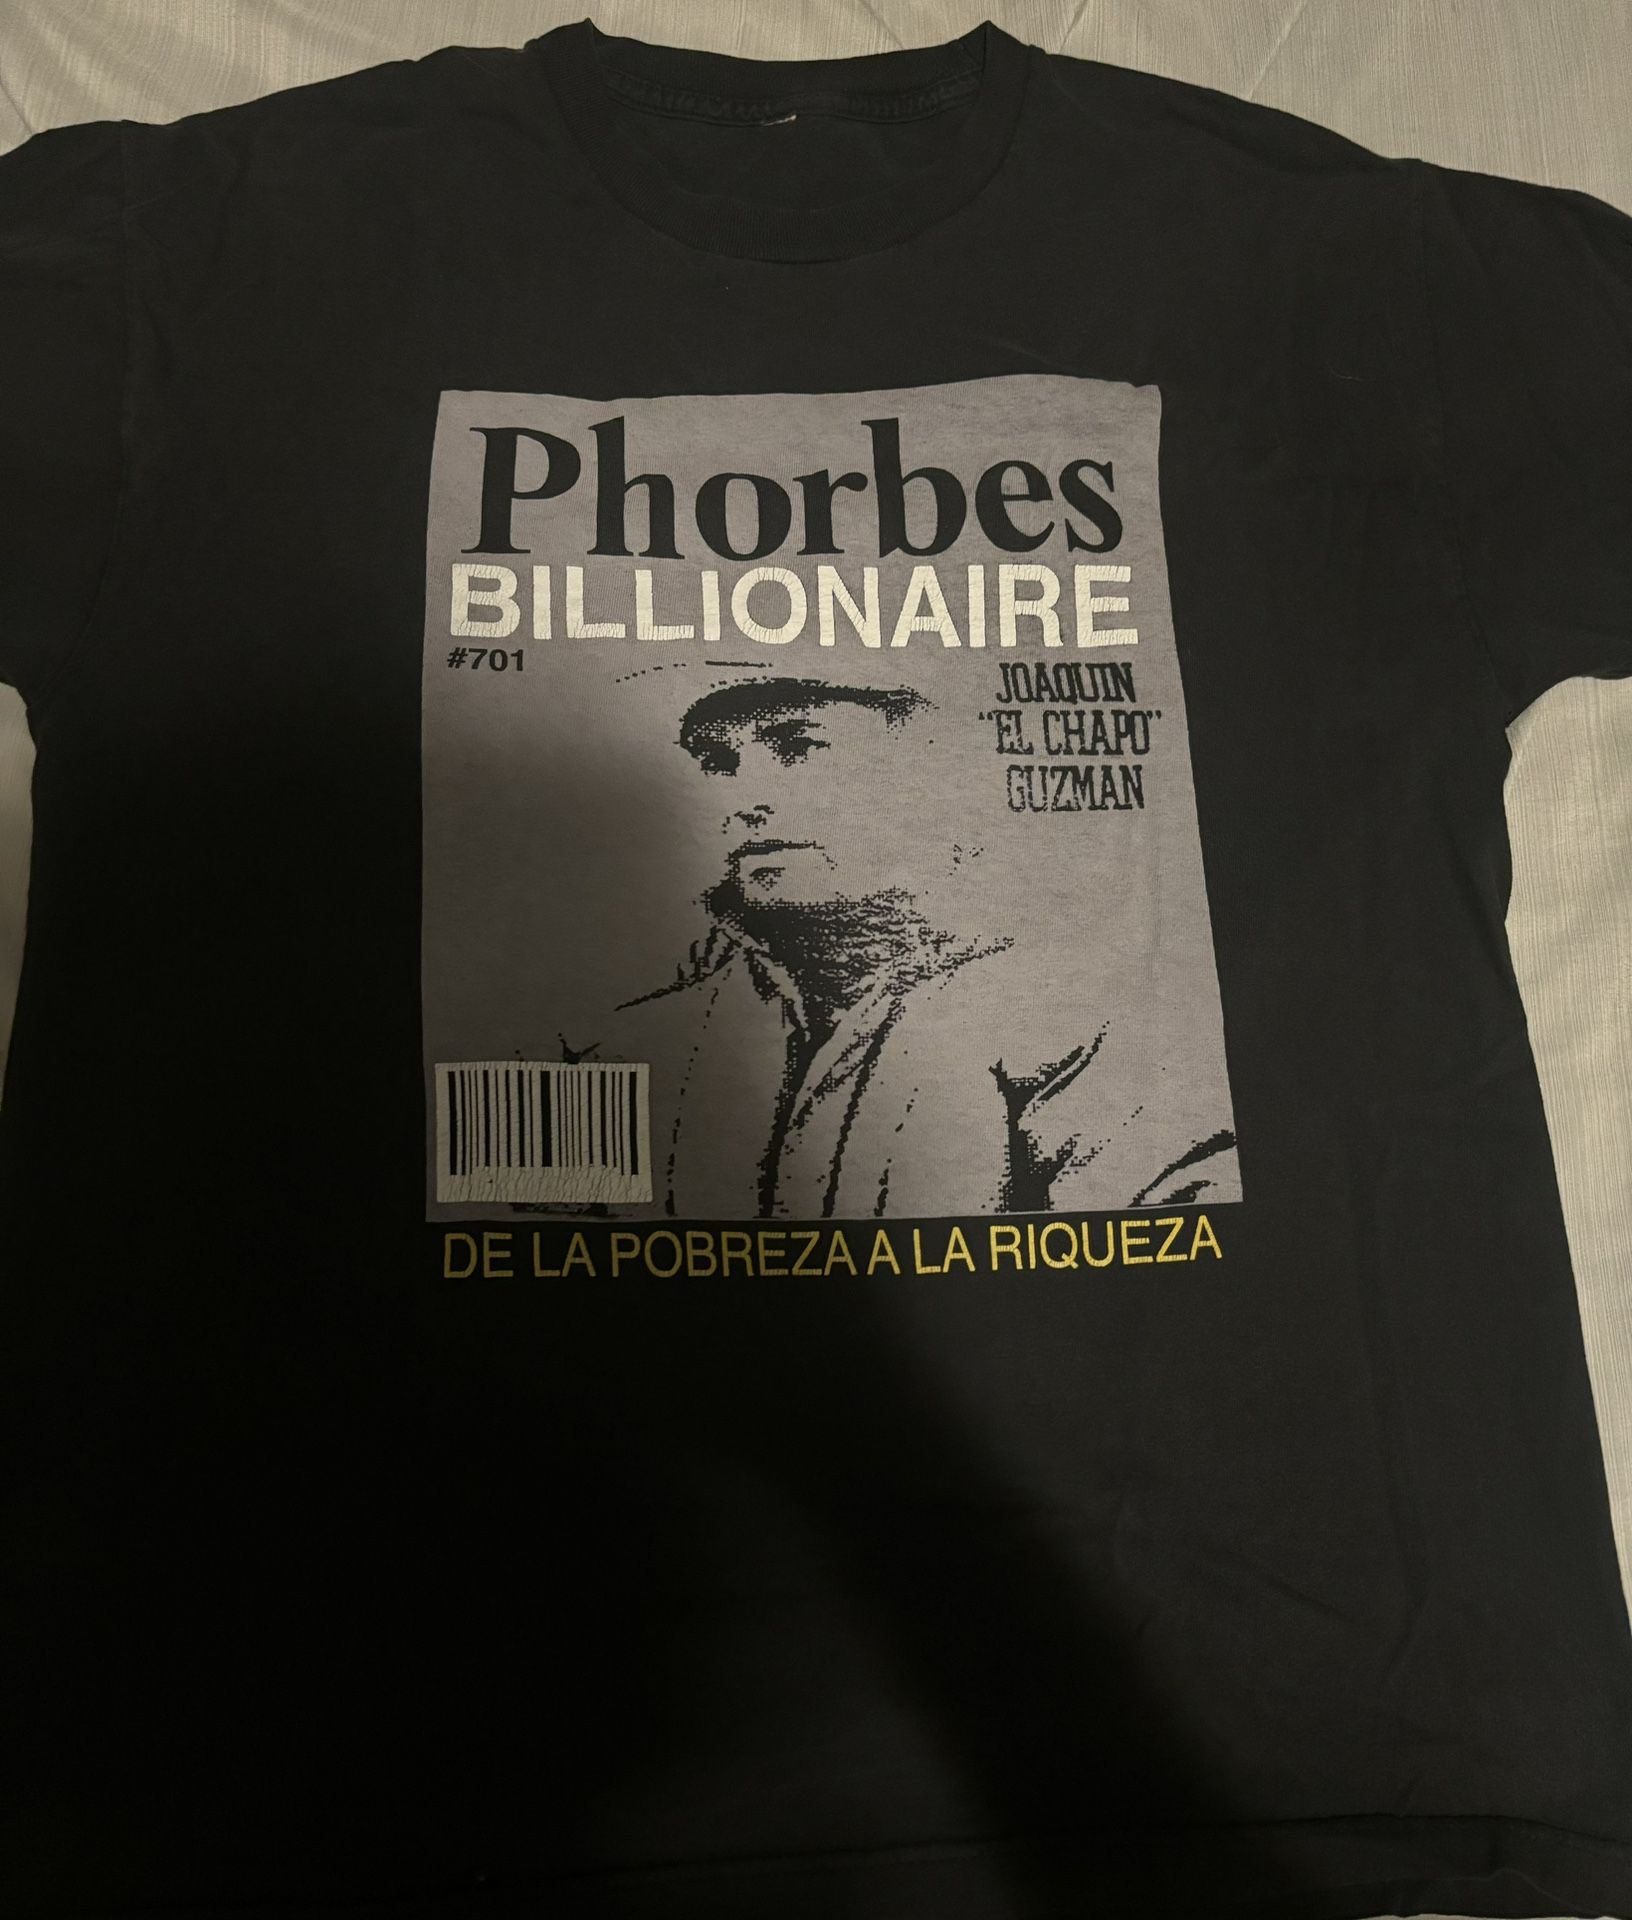 Phorbes
BILLIONAIRE
#701
JOAQUIN
"EL CHAPO"
GUZMAN
DE LA POBREZA A LA RIQUEZA